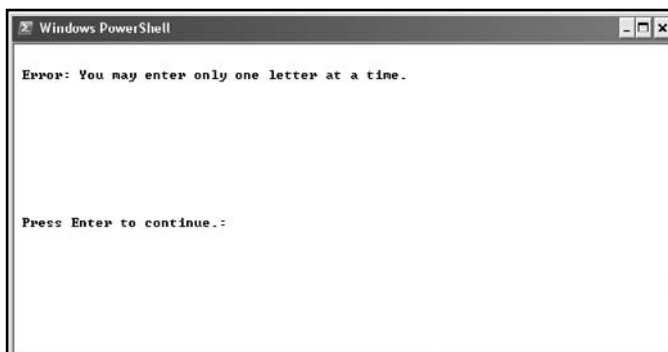 Windows PowerShell
Error: You may enter only one letter at a time.
Press Enter to continue.: